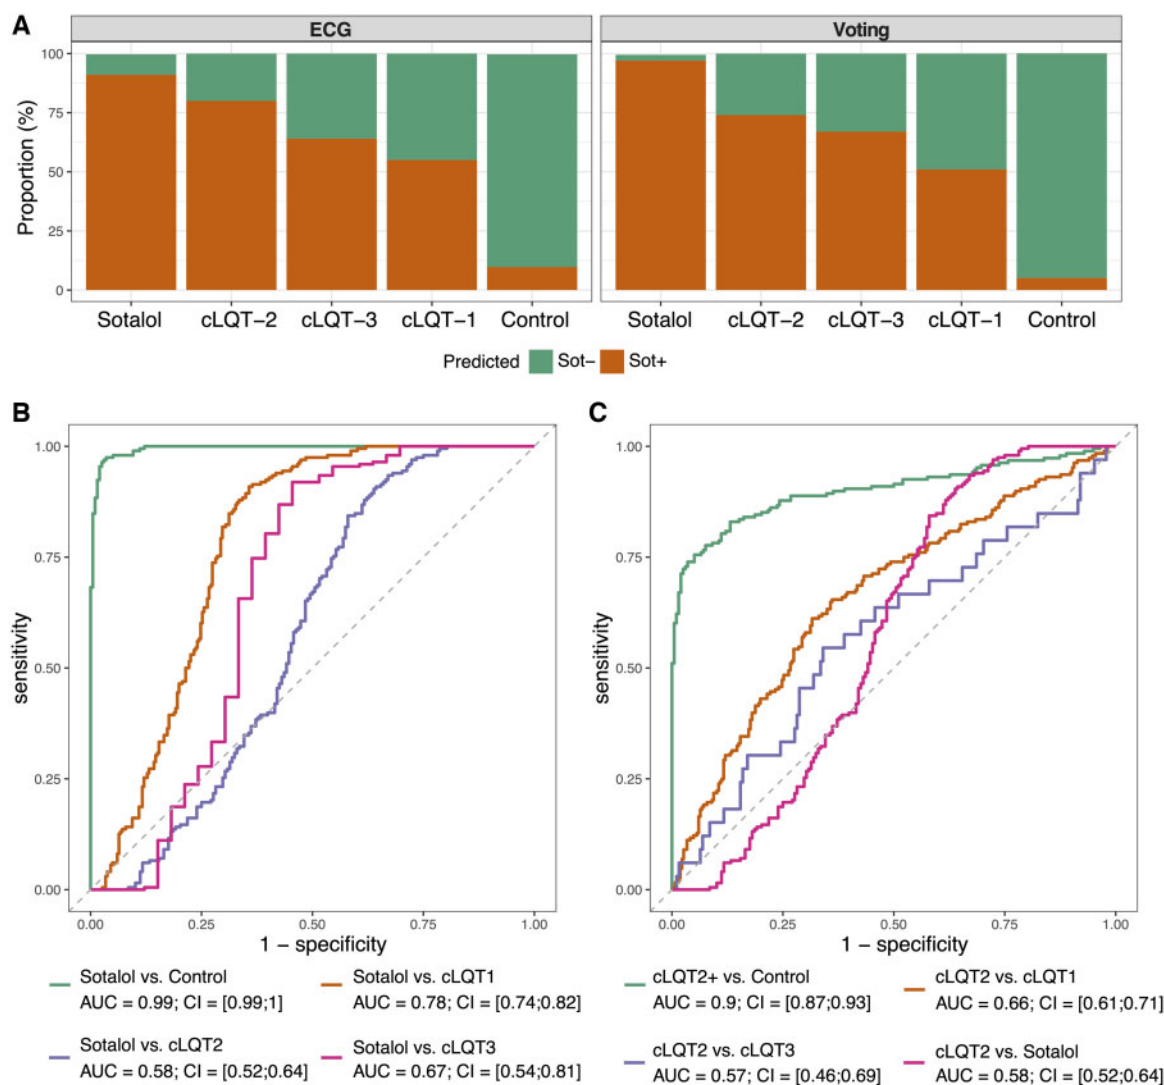 A
ECG
Voting
Proportion (%)
100
75
50
25
0
Sotalol cLQT−2 cLQT−3 cLQT−1 Control
Sotalol cLQT−2 cLQT−3 cLQT−1 Control
Predicted Sot− Sot+
B
sensitivity
1.00
0.75
0.50
0.25
0.00
0.00 0.25 0.50 0.75 1.00
1 − specificity
Sotalol vs. Control
AUC = 0.99; CI = [0.99;1]
Sotalol vs. cLQT1
AUC = 0.78; CI = [0.74;0.82]
Sotalol vs. cLQT2
AUC = 0.58; CI = [0.52;0.64]
Sotalol vs. cLQT3
AUC = 0.67; CI = [0.54;0.81]
C
sensitivity
1.00
0.75
0.50
0.25
0.00
0.00 0.25 0.50 0.75 1.00
1 − specificity
cLQT2+ vs. Control
AUC = 0.9; CI = [0.87;0.93]
cLQT2 vs. cLQT1
AUC = 0.66; CI = [0.61;0.71]
cLQT2 vs. cLQT3
AUC = 0.57; CI = [0.46;0.69]
cLQT2 vs. Sotalol
AUC = 0.58; CI = [0.52;0.64]